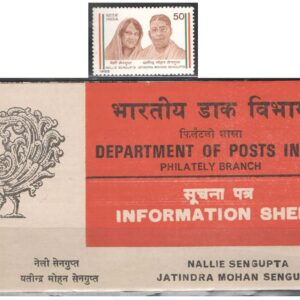 भारत INDIA 50
नेली सेनगुप्त यतीन्द्र मोहन सेनगुप्त
NALLIE SENGUPTA JATINDRA MOHAN SENGUPTA
1985
भारतीय डाक विभा
फिलैटली शाखा
DEPARTMENT OF POSTS IN
PHILATELY BRANCH
सूचना पत्र
INFORMATION SHE
नेली सेनगुप्त
यतीन्द्र मोहन सेनगुप्त
NALLIE SENGUPTA
JATINDRA MOHAN SENGU